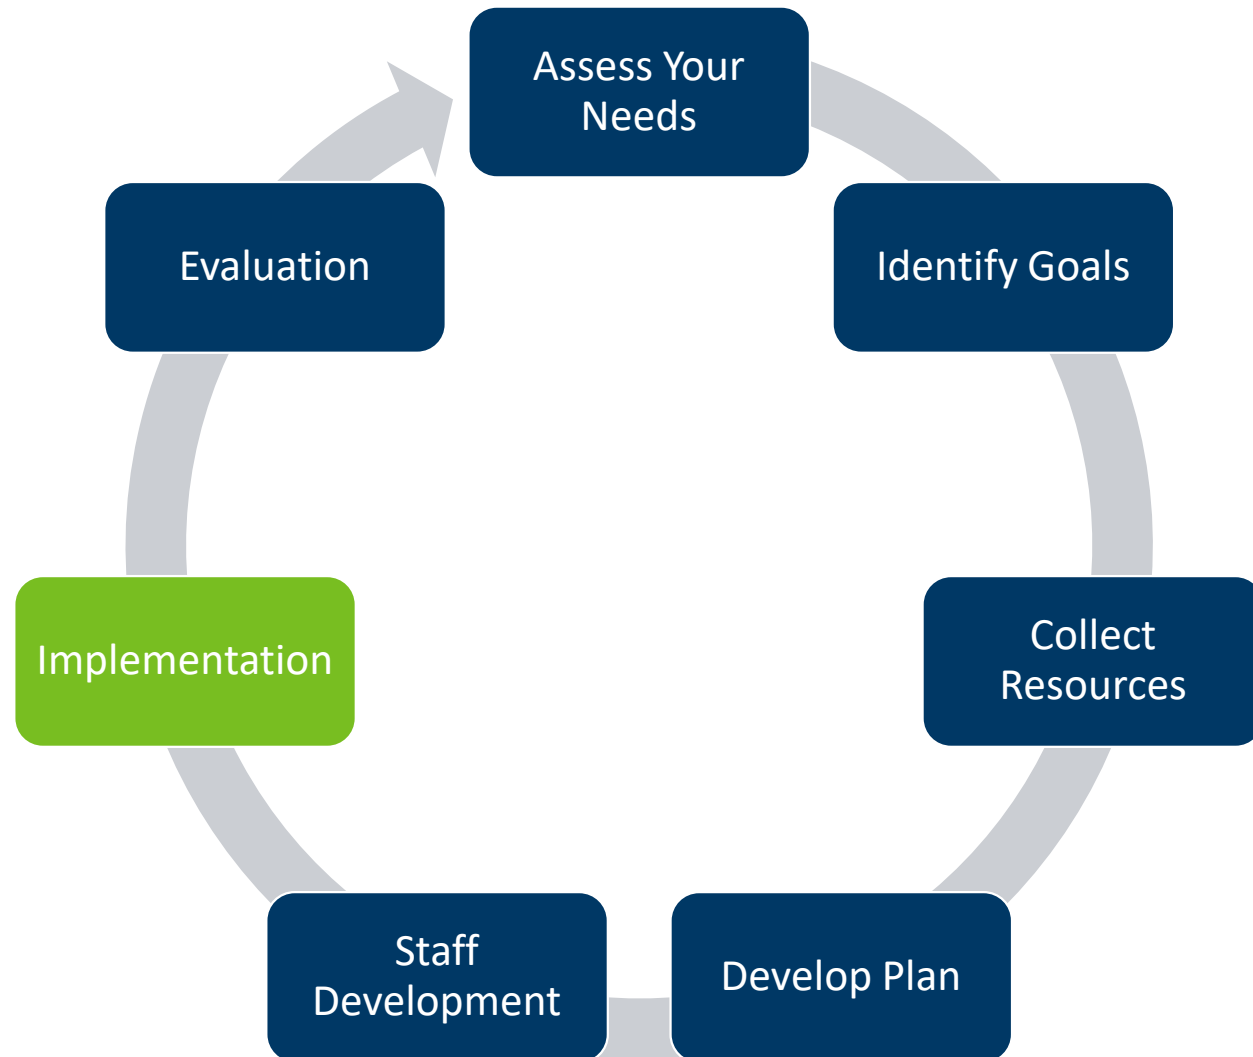 Assess Your
Needs
Identify Goals
Collect
Resources
Develop Plan
Staff
Development
Implementation
Evaluation